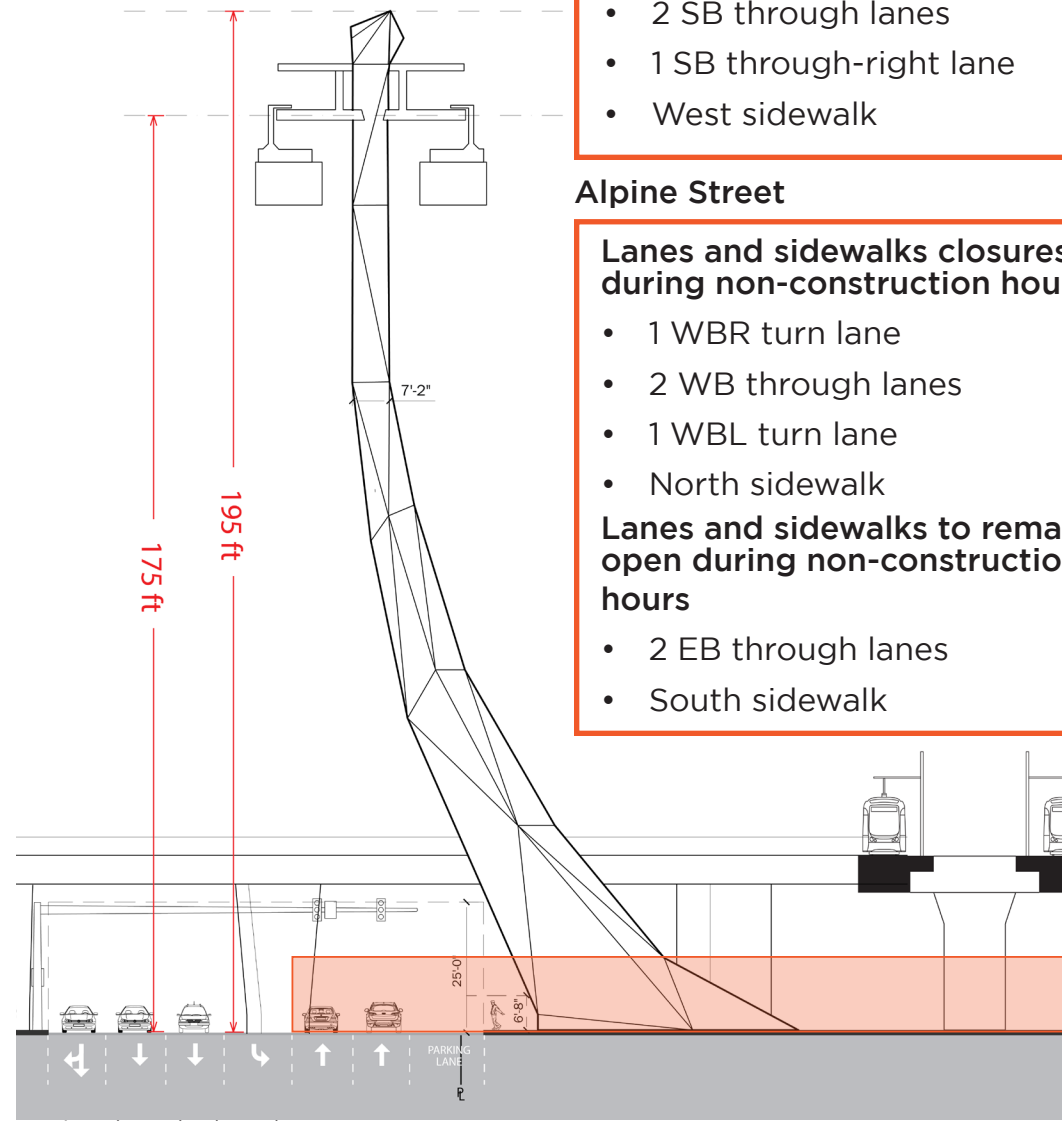 • 2 SB through lanes
• 1 SB through-right lane
• West sidewalk
Alpine Street
Lanes and sidewalks closures
during non-construction hou
• 1 WBR turn lane
• 2 WB through lanes
• 1 WBL turn lane
• North sidewalk
Lanes and sidewalks to rema
open during non-constructio
hours
• 2 EB through lanes
• South sidewalk
7'-2"
195 ft
175 ft
25'-0"
6'-8"
PARKING
LANE
PL